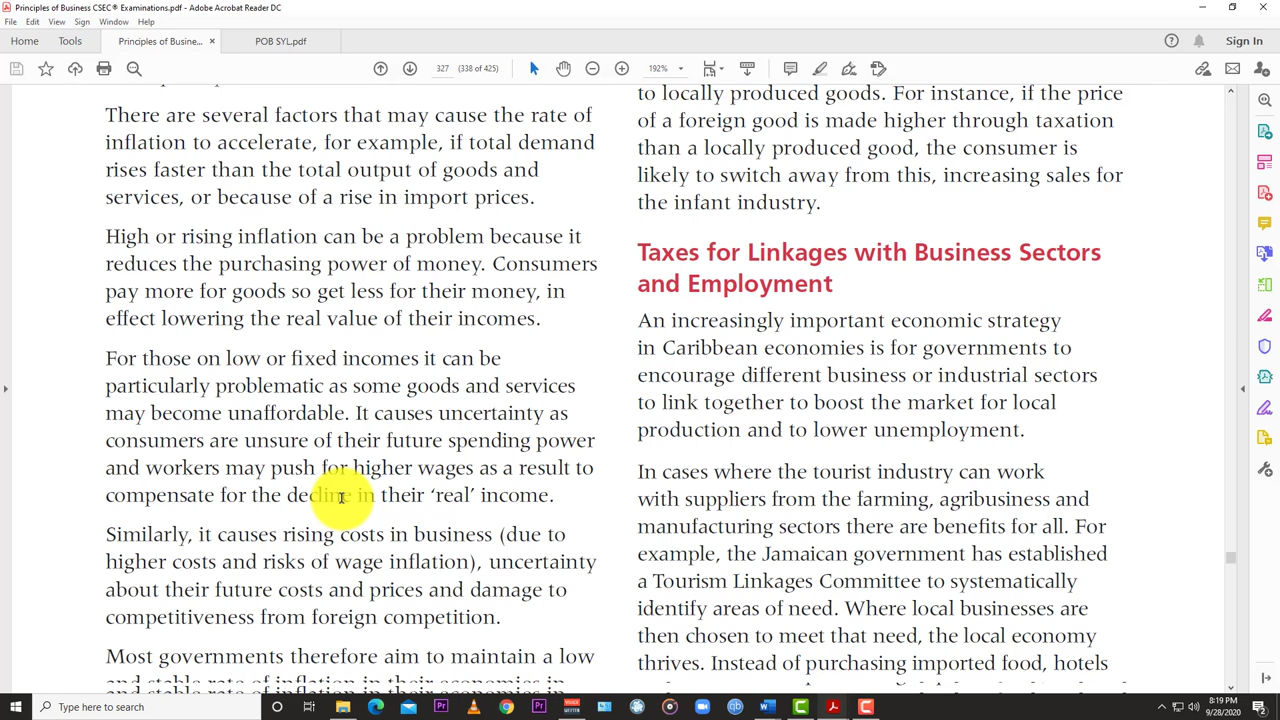 Principles of Business CSEC® Examinations.pdf - Adobe Acrobat Reader DC
File Edit View Sign Window Help
Home Tools Principles of Busine... × POB SYL.pdf Sign In
327 (338 of 425) 192%
There are several factors that may cause the rate of
inflation to accelerate, for example, if total demand
rises faster than the total output of goods and
services, or because of a rise in import prices.
High or rising inflation can be a problem because it
reduces the purchasing power of money. Consumers
pay more for goods so get less for their money, in
effect lowering the real value of their incomes.
For those on low or fixed incomes it can be
particularly problematic as some goods and services
may become unaffordable. It causes uncertainty as
consumers are unsure of their future spending power
and workers may push for higher wages as a result to
compensate for the decline in their ‘real’ income.
Similarly, it causes rising costs in business (due to
higher costs and risks of wage inflation), uncertainty
about their future costs and prices and damage to
competitiveness from foreign competition.
Most governments therefore aim to maintain a low
and stable rate of inflation in their economies in
to locally produced goods. For instance, if the price
of a foreign good is made higher through taxation
than a locally produced good, the consumer is
likely to switch away from this, increasing sales for
the infant industry.
Taxes for Linkages with Business Sectors
and Employment
An increasingly important economic strategy
in Caribbean economies is for governments to
encourage different business or industrial sectors
to link together to boost the market for local
production and to lower unemployment.
In cases where the tourist industry can work
with suppliers from the farming, agribusiness and
manufacturing sectors there are benefits for all. For
example, the Jamaican government has established
a Tourism Linkages Committee to systematically
identify areas of need. Where local businesses are
then chosen to meet that need, the local economy
thrives. Instead of purchasing imported food, hotels
Type here to search
8:19 PM
9/28/2020